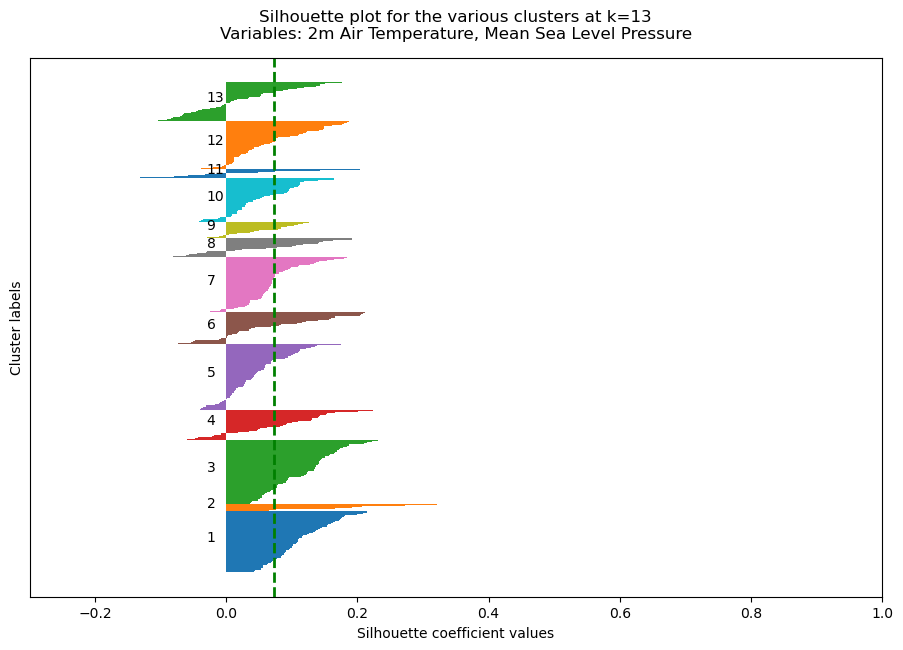 Silhouette plot for the various clusters at k=13
Variables: 2m Air Temperature, Mean Sea Level Pressure
Cluster labels
13
12
11
10
9
8
7
6
5
4
3
2
1
−0.2 0.0 0.2 0.4 0.6 0.8 1.0
Silhouette coefficient values